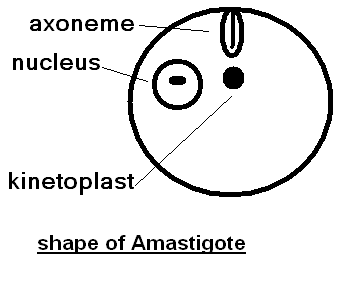 axoneme
nucleus
kinetoplast
shape of Amastigote